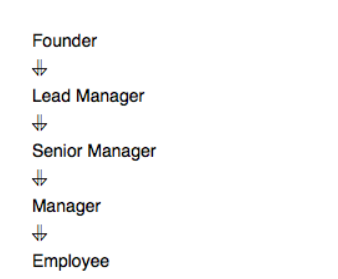 Founder
⇓
Lead Manager
⇓
Senior Manager
⇓
Manager
⇓
Employee